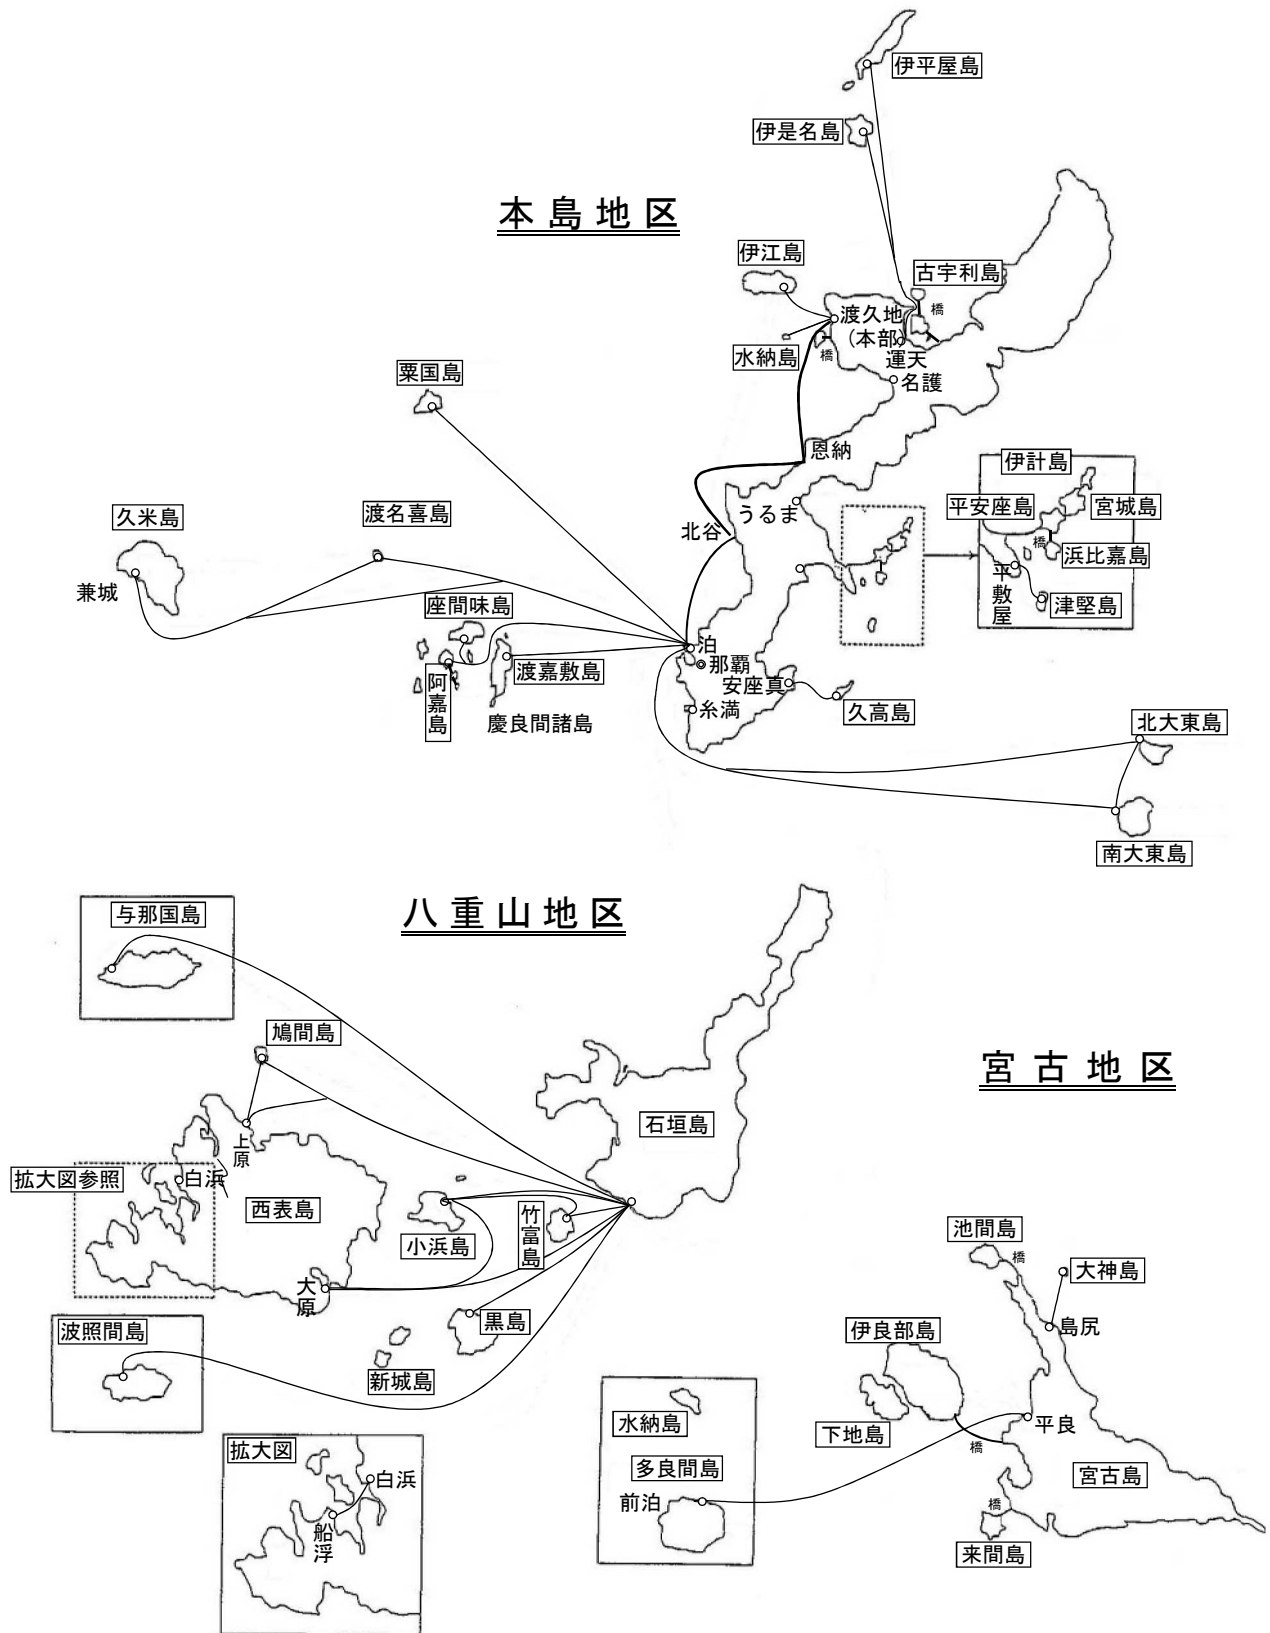 伊平屋島
伊是名島
本島地区
伊江島
古宇利島
橋
渡久地
(本部)
運天
水納島
橋
名護
粟国島
恩納
伊計島
平安座島
宮城島
橋
浜比嘉島
平敷屋
津堅島
うるま
北谷
久米島
兼城
渡名喜島
座間味島
阿嘉島
渡嘉敷島
慶良間諸島
泊
那覇
安座真
糸満
久高島
北大東島
南大東島
八重山地区
与那国島
鳩間島
上原
白浜
拡大図参照
西表島
大原
小浜島
竹富島
石垣島
黒島
新城島
波照間島
拡大図
白浜
船浮
宮古地区
池間島
橋
大神島
島尻
伊良部島
下地島
橋
平良
宮古島
橋
来間島
水納島
多良間島
前泊